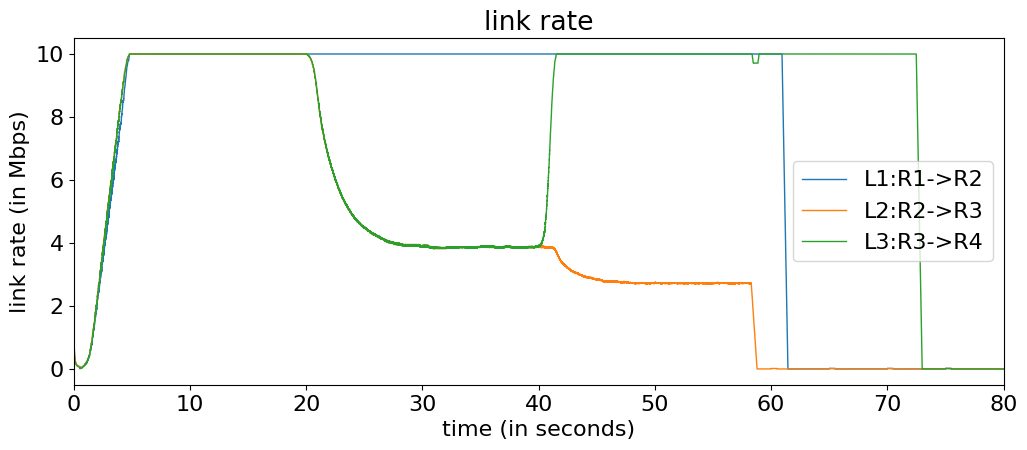 link rate
link rate (in Mbps)
10
8
6
4
2
0
L1:R1->R2
L2:R2->R3
L3:R3->R4
0 10 20 30 40 50 60 70 80
time (in seconds)